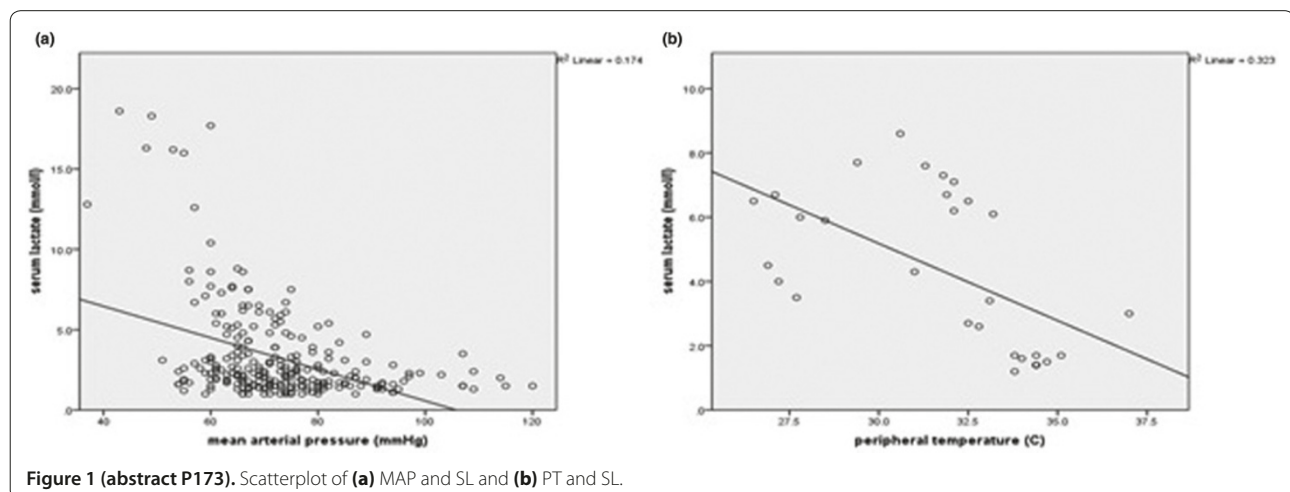 (a)
R² Linear = 0.174
20.0
15.0
10.0
5.0
.0
serum lactate (mmol/l)
40
60
80
100
120
mean arterial pressure (mmHg)
(b)
R² Linear = 0.323
10.0
8.0
6.0
4.0
2.0
.0
serum lactate (mmol/l)
27.5
30.0
32.5
35.0
37.5
peripheral temperature (C)
Figure 1 (abstract P173). Scatterplot of (a) MAP and SL and (b) PT and SL.